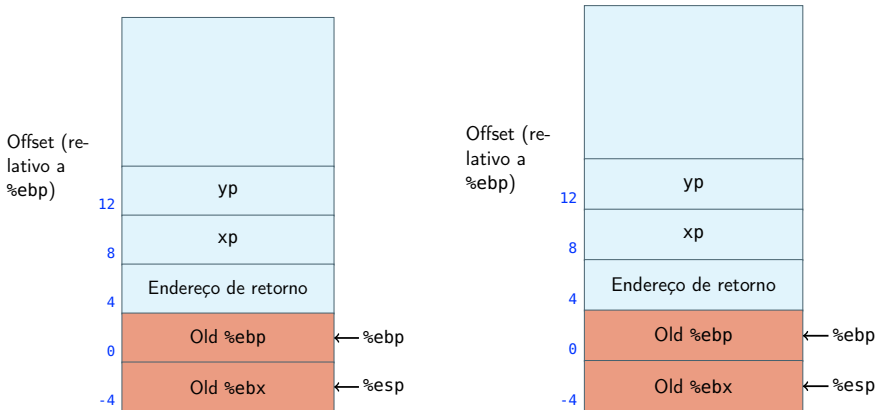 Offset (re-
lativo a
%ebp)
yp
12
xp
8
Endereço de retorno
4
Old %ebp
%ebp
0
Old %ebx
%esp
-4
Offset (re-
lativo a
%ebp)
yp
12
xp
8
Endereço de retorno
4
Old %ebp
%ebp
0
Old %ebx
%esp
-4